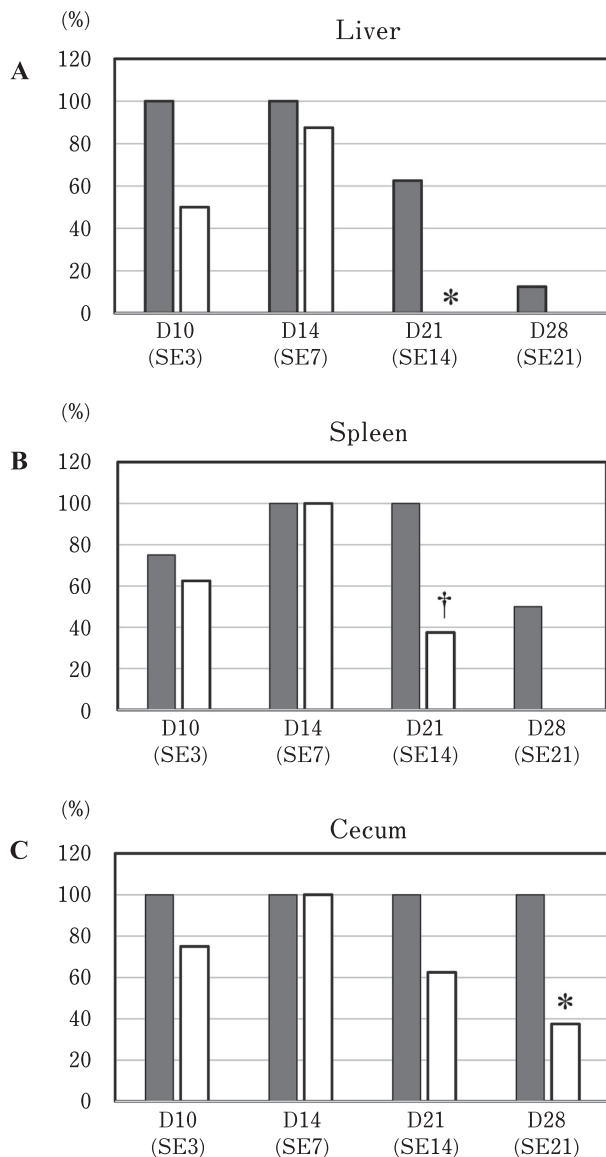 (%)
Liver
A
120
100
80
60
40
20
0
*
D10
D14
D21
D28
(SE3)
(SE7)
(SE14)
(SE21)
(%)
Spleen
B
120
100
80
60
40
20
0
†
D10
D14
D21
D28
(SE3)
(SE7)
(SE14)
(SE21)
(%)
Cecum
C
120
100
80
60
40
20
0
*
D10
D14
D21
D28
(SE3)
(SE7)
(SE14)
(SE21)